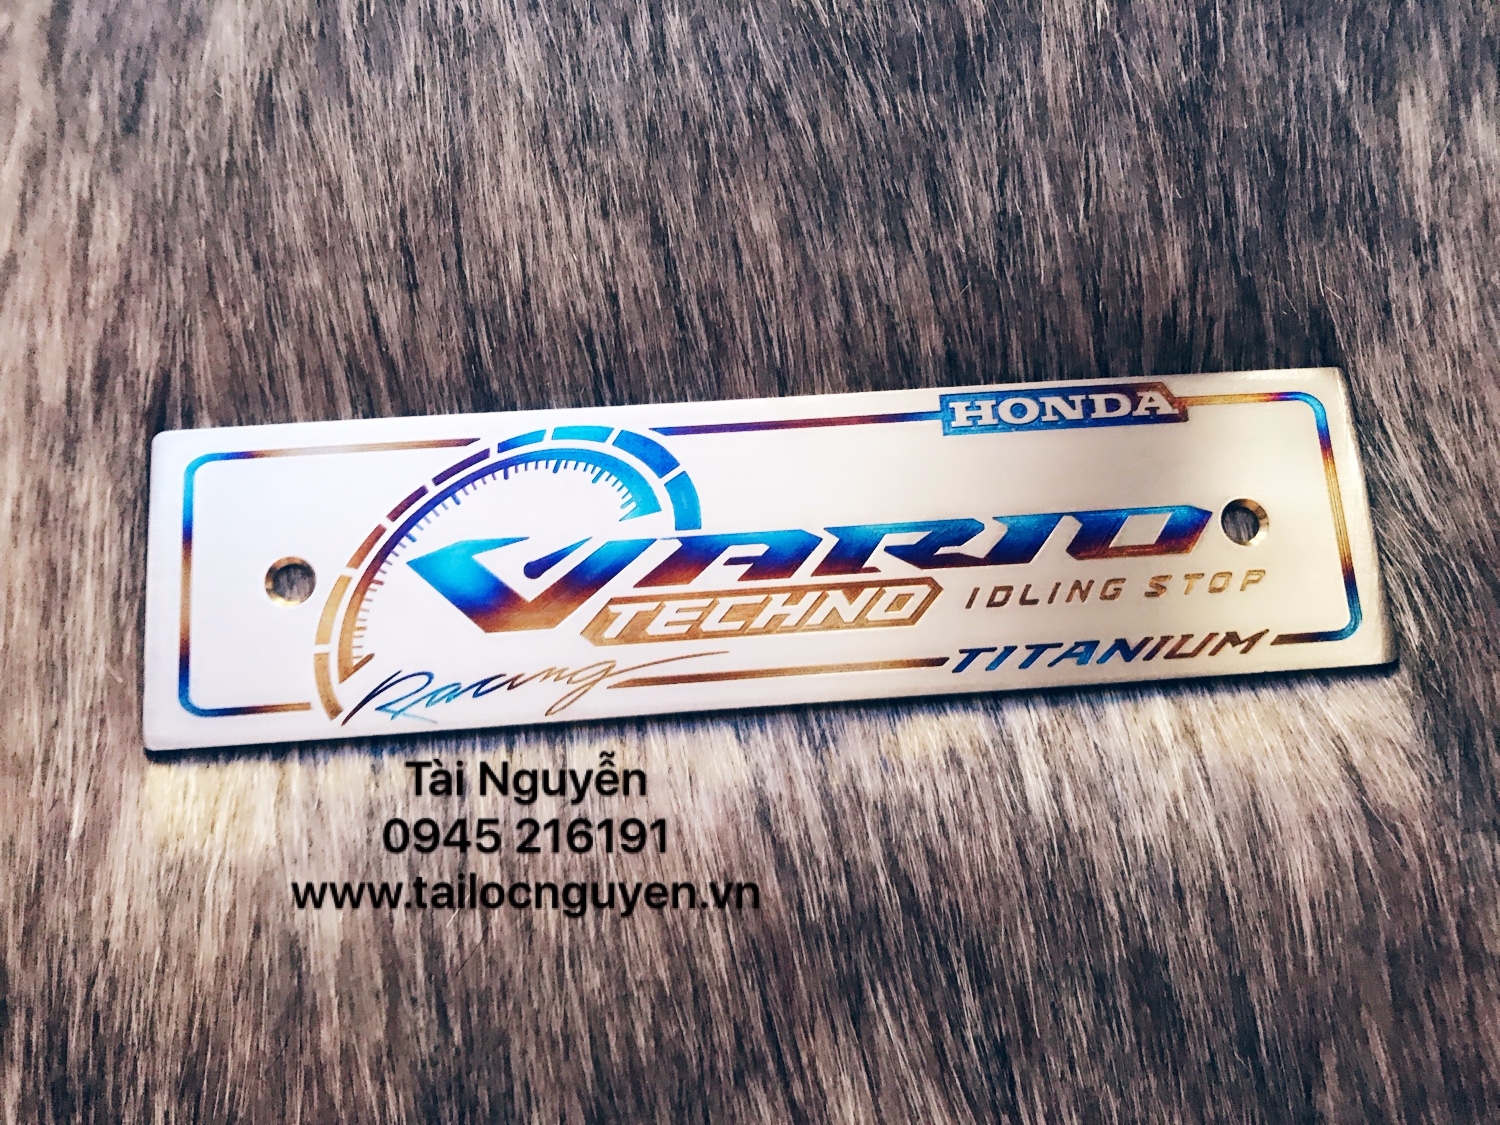 HONDA
VARIO
TECHNO IDLING STOP
Racing TITANIUM
Tài Nguyễn
0945 216191
www.tailocnguyen.vn